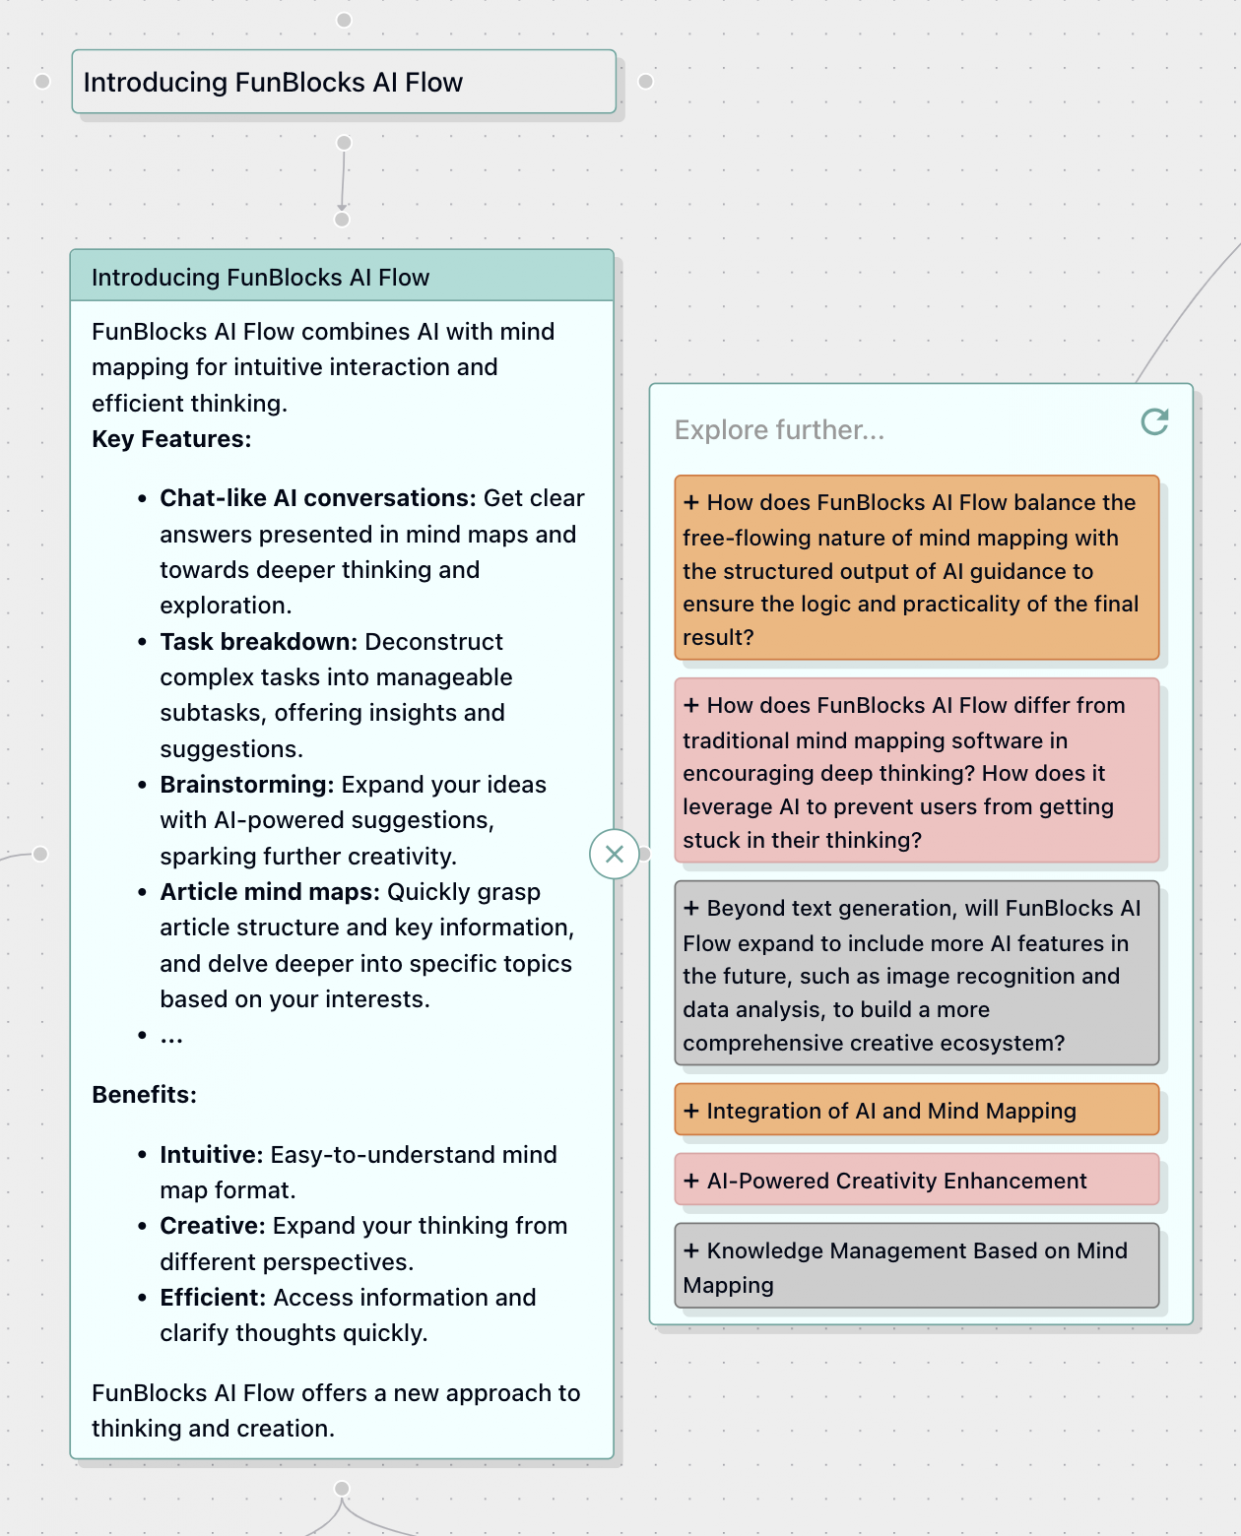 Introducing FunBlocks AI Flow
Introducing FunBlocks AI Flow
FunBlocks AI Flow combines AI with mind
mapping for intuitive interaction and
efficient thinking.
Key Features:
• Chat-like AI conversations: Get clear
answers presented in mind maps and
towards deeper thinking and
exploration.
• Task breakdown: Deconstruct
complex tasks into manageable
subtasks, offering insights and
suggestions.
• Brainstorming: Expand your ideas
with AI-powered suggestions,
sparking further creativity.
• Article mind maps: Quickly grasp
article structure and key information,
and delve deeper into specific topics
based on your interests.
• ...
Benefits:
• Intuitive: Easy-to-understand mind
map format.
• Creative: Expand your thinking from
different perspectives.
• Efficient: Access information and
clarify thoughts quickly.
FunBlocks AI Flow offers a new approach to
thinking and creation.
Explore further...
+ How does FunBlocks AI Flow balance the
free-flowing nature of mind mapping with
the structured output of AI guidance to
ensure the logic and practicality of the final
result?
+ How does FunBlocks AI Flow differ from
traditional mind mapping software in
encouraging deep thinking? How does it
leverage AI to prevent users from getting
stuck in their thinking?
+ Beyond text generation, will FunBlocks AI
Flow expand to include more AI features in
the future, such as image recognition and
data analysis, to build a more
comprehensive creative ecosystem?
+ Integration of AI and Mind Mapping
+ AI-Powered Creativity Enhancement
+ Knowledge Management Based on Mind
Mapping